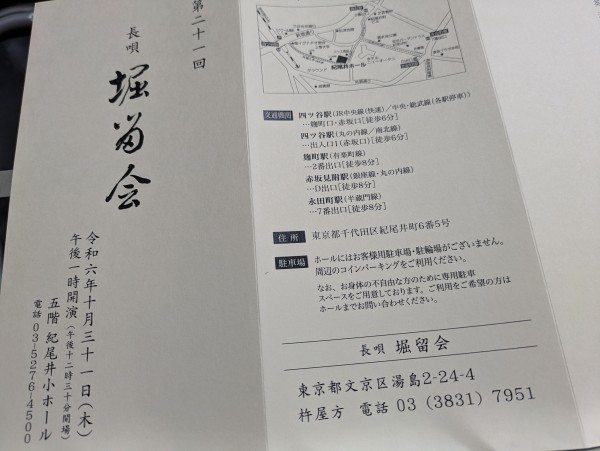 第二十一回
長唄
堀留会
令和六年十月三十一日（木）
午後一時開演（午後十二時三十分開場）
五階 紀尾井小ホール
電話 03-5276-4500
紀尾井ホール
交通機関 四ツ谷駅（JR中央線（快速）／中央・総武線（各駅停車））
…麹町口・赤坂口［徒歩6分］
四ツ谷駅（丸の内線／南北線）
…出入口1（赤坂口）［徒歩6分］
麹町駅（有楽町線）
…2番出口［徒歩8分］
赤坂見附駅（銀座線・丸の内線）
…D出口［徒歩8分］
永田町駅（半蔵門線）
…7番出口［徒歩8分］
住所 東京都千代田区紀尾井町6番5号
駐車場 ホールにはお客様用駐車場・駐輪場がございません。
周辺のコインパーキングをご利用ください。
なお、お身体の不自由な方のために専用駐車
スペースをご用意しております。ご利用をご希望の方は
ホールまでお問い合わせください。
長唄 堀留会
東京都文京区湯島2-24-4
杵屋方 電話 03 (3831) 7951